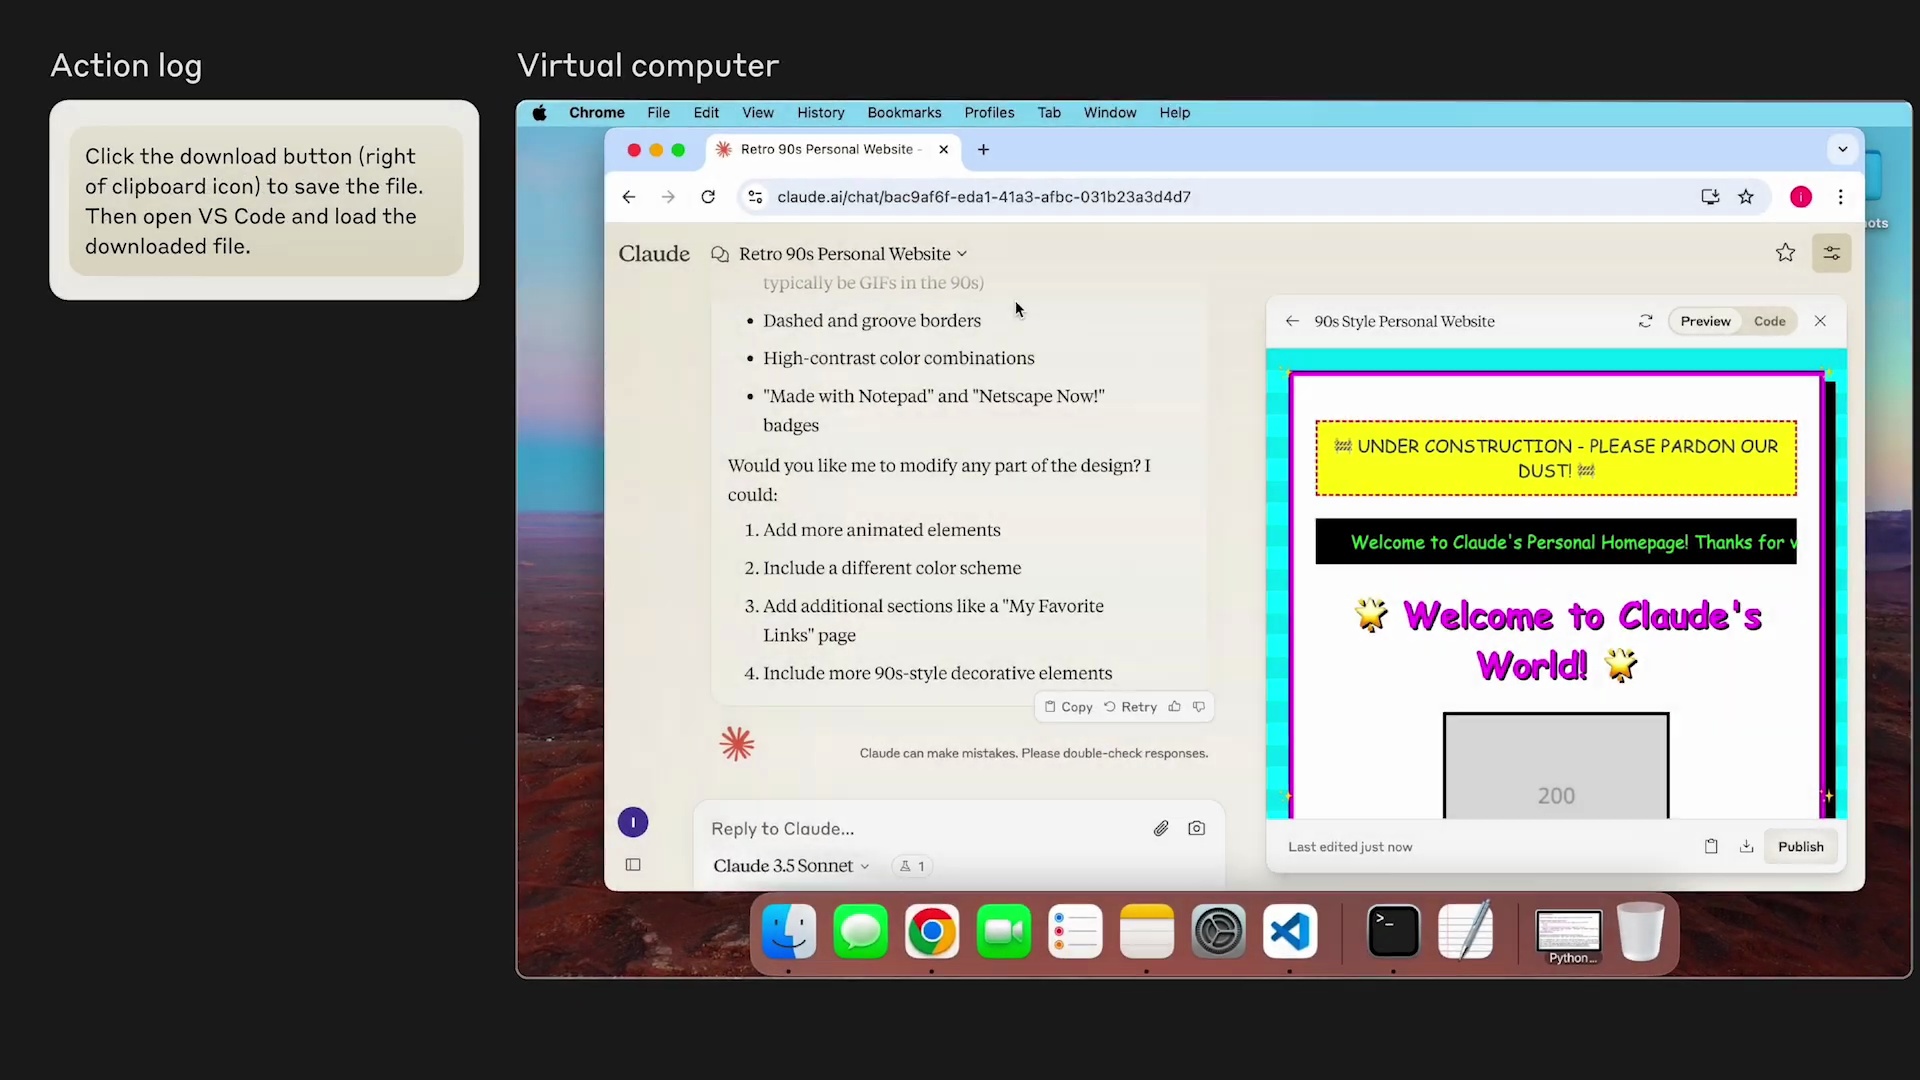 Action log
Virtual computer
Click the download button (right
of clipboard icon) to save the file.
Then open VS Code and load the
downloaded file.
Chrome File Edit View History Bookmarks Profiles Tab Window Help
Retro 90s Personal Website -
claude.ai/chat/bac9af6f-eda1-41a3-afbc-031b23a3d4d7
i
ots
Claude
Retro 90s Personal Website
typically be GIFs in the 90s)
• Dashed and groove borders
• High-contrast color combinations
• "Made with Notepad" and "Netscape Now!"
badges
Would you like me to modify any part of the design? I
could:
1. Add more animated elements
2. Include a different color scheme
3. Add additional sections like a "My Favorite
Links" page
4. Include more 90s-style decorative elements
Copy Retry
Claude can make mistakes. Please double-check responses.
I
Reply to Claude...
Claude 3.5 Sonnet
1
90s Style Personal Website
Preview Code
🚧 UNDER CONSTRUCTION - PLEASE PARDON OUR
DUST! 🚧
Welcome to Claude's Personal Homepage! Thanks for v
🌟 Welcome to Claude's
World! 🌟
200
Last edited just now
Publish
>_
Python...